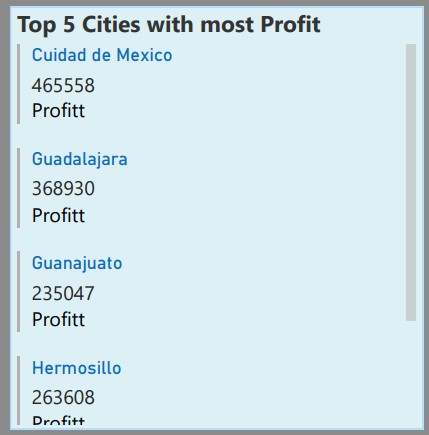 Top 5 Cities with most Profit
Cuidad de Mexico
465558
Profitt
Guadalajara
368930
Profitt
Guanajuato
235047
Profitt
Hermosillo
263608
Profitt